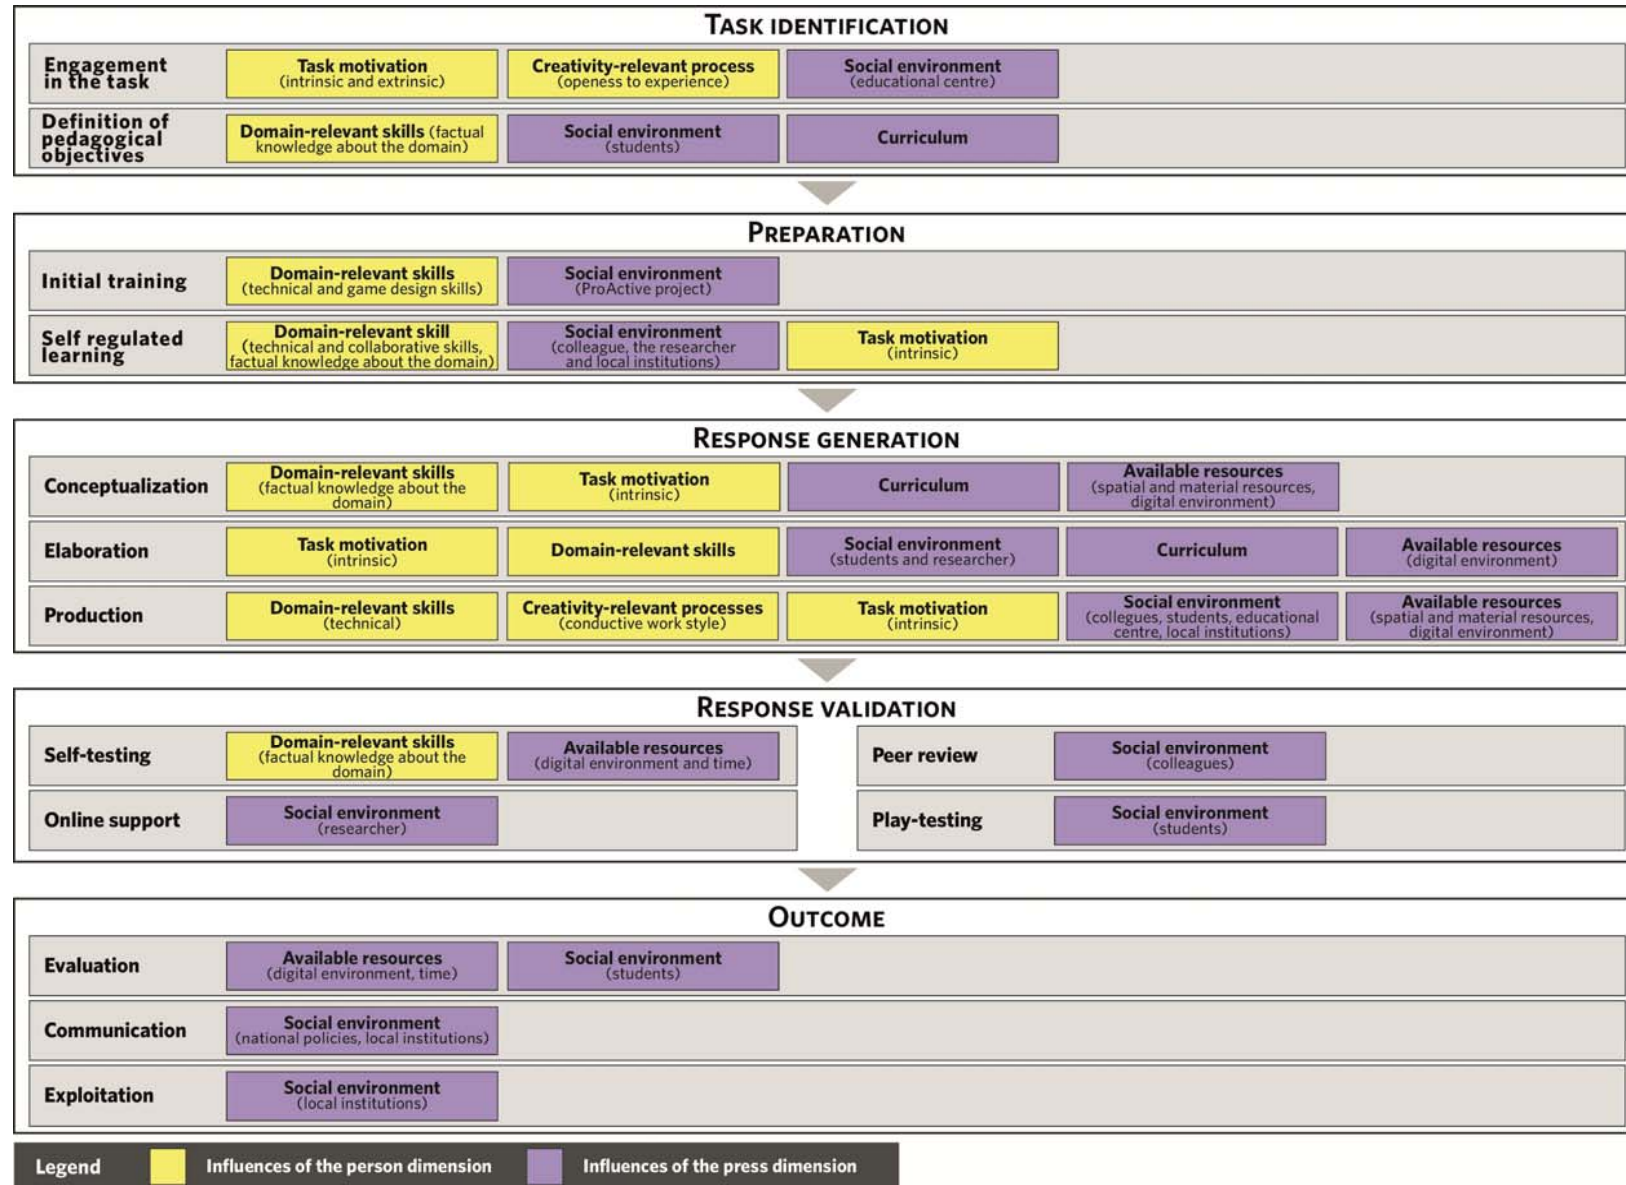 TASK IDENTIFICATION
Engagement
in the task
Task motivation
(intrinsic and extrinsic)
Creativity-relevant process
(openess to experience)
Social environment
(educational centre)
Definition of
pedagogical
objectives
Domain-relevant skills (factual
knowledge about the domain)
Social environment
(students)
Curriculum
PREPARATION
Initial training
Domain-relevant skills
(technical and game design skills)
Social environment
(ProActive project)
Self regulated
learning
Domain-relevant skill
(technical and collaborative skills,
factual knowledge about the domain)
Social environment
(colleague, the researcher
and local institutions)
Task motivation
(intrinsic)
RESPONSE GENERATION
Conceptualization
Domain-relevant skills
(factual knowledge about the
domain)
Task motivation
(intrinsic)
Curriculum
Available resources
(spatial and material resources,
digital environment)
Elaboration
Task motivation
(intrinsic)
Domain-relevant skills
Social environment
(students and researcher)
Curriculum
Available resources
(digital environment)
Production
Domain-relevant skills
(technical)
Creativity-relevant processes
(conductive work style)
Task motivation
(intrinsic)
Social environment
(collegues, students, educational
centre, local institutions)
Available resources
(spatial and material resources,
digital environment)
RESPONSE VALIDATION
Self-testing
Domain-relevant skills
(factual knowledge about the
domain)
Available resources
(digital environment and time)
Peer review
Social environment
(colleagues)
Online support
Social environment
(researcher)
Play-testing
Social environment
(students)
OUTCOME
Evaluation
Available resources
(digital environment, time)
Social environment
(students)
Communication
Social environment
(national policies, local institutions)
Exploitation
Social environment
(local institutions)
Legend
Influences of the person dimension
Influences of the press dimension